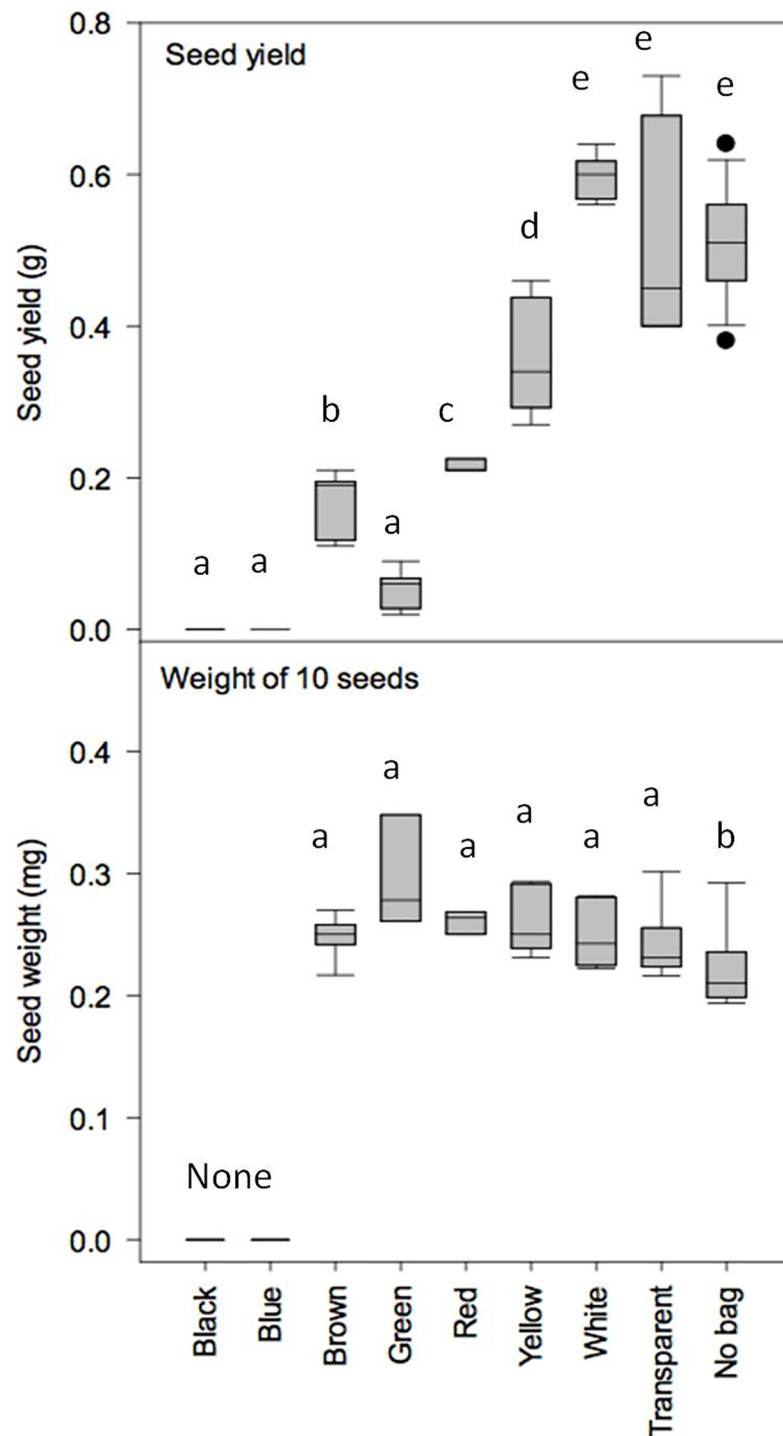 Seed yield
0.8
0.6
0.4
0.2
0.0
Seed yield (g)
a
a
b
a
c
d
e
e
e
Weight of 10 seeds
0.4
0.3
0.2
0.1
0.0
Seed weight (mg)
None
a
a
a
a
a
a
b
Black
Blue
Brown
Green
Red
Yellow
White
Transparent
No bag